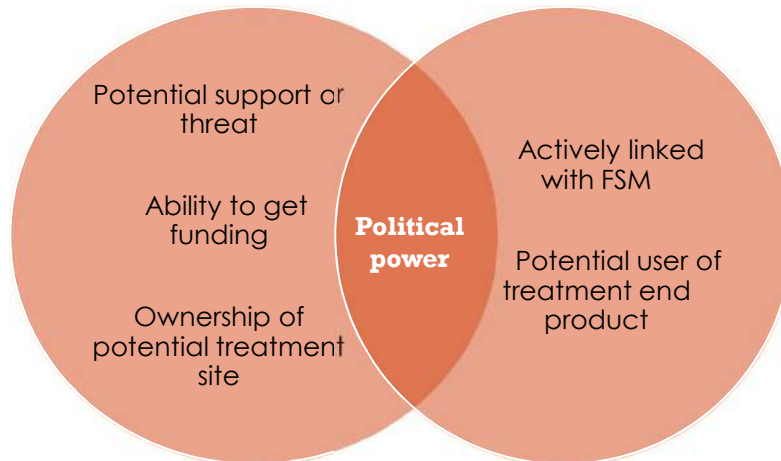 Potential support or
threat
Ability to get
funding
Ownership of
potential treatment
site
Political
power
Actively linked
with FSM
Potential user of
treatment end
product